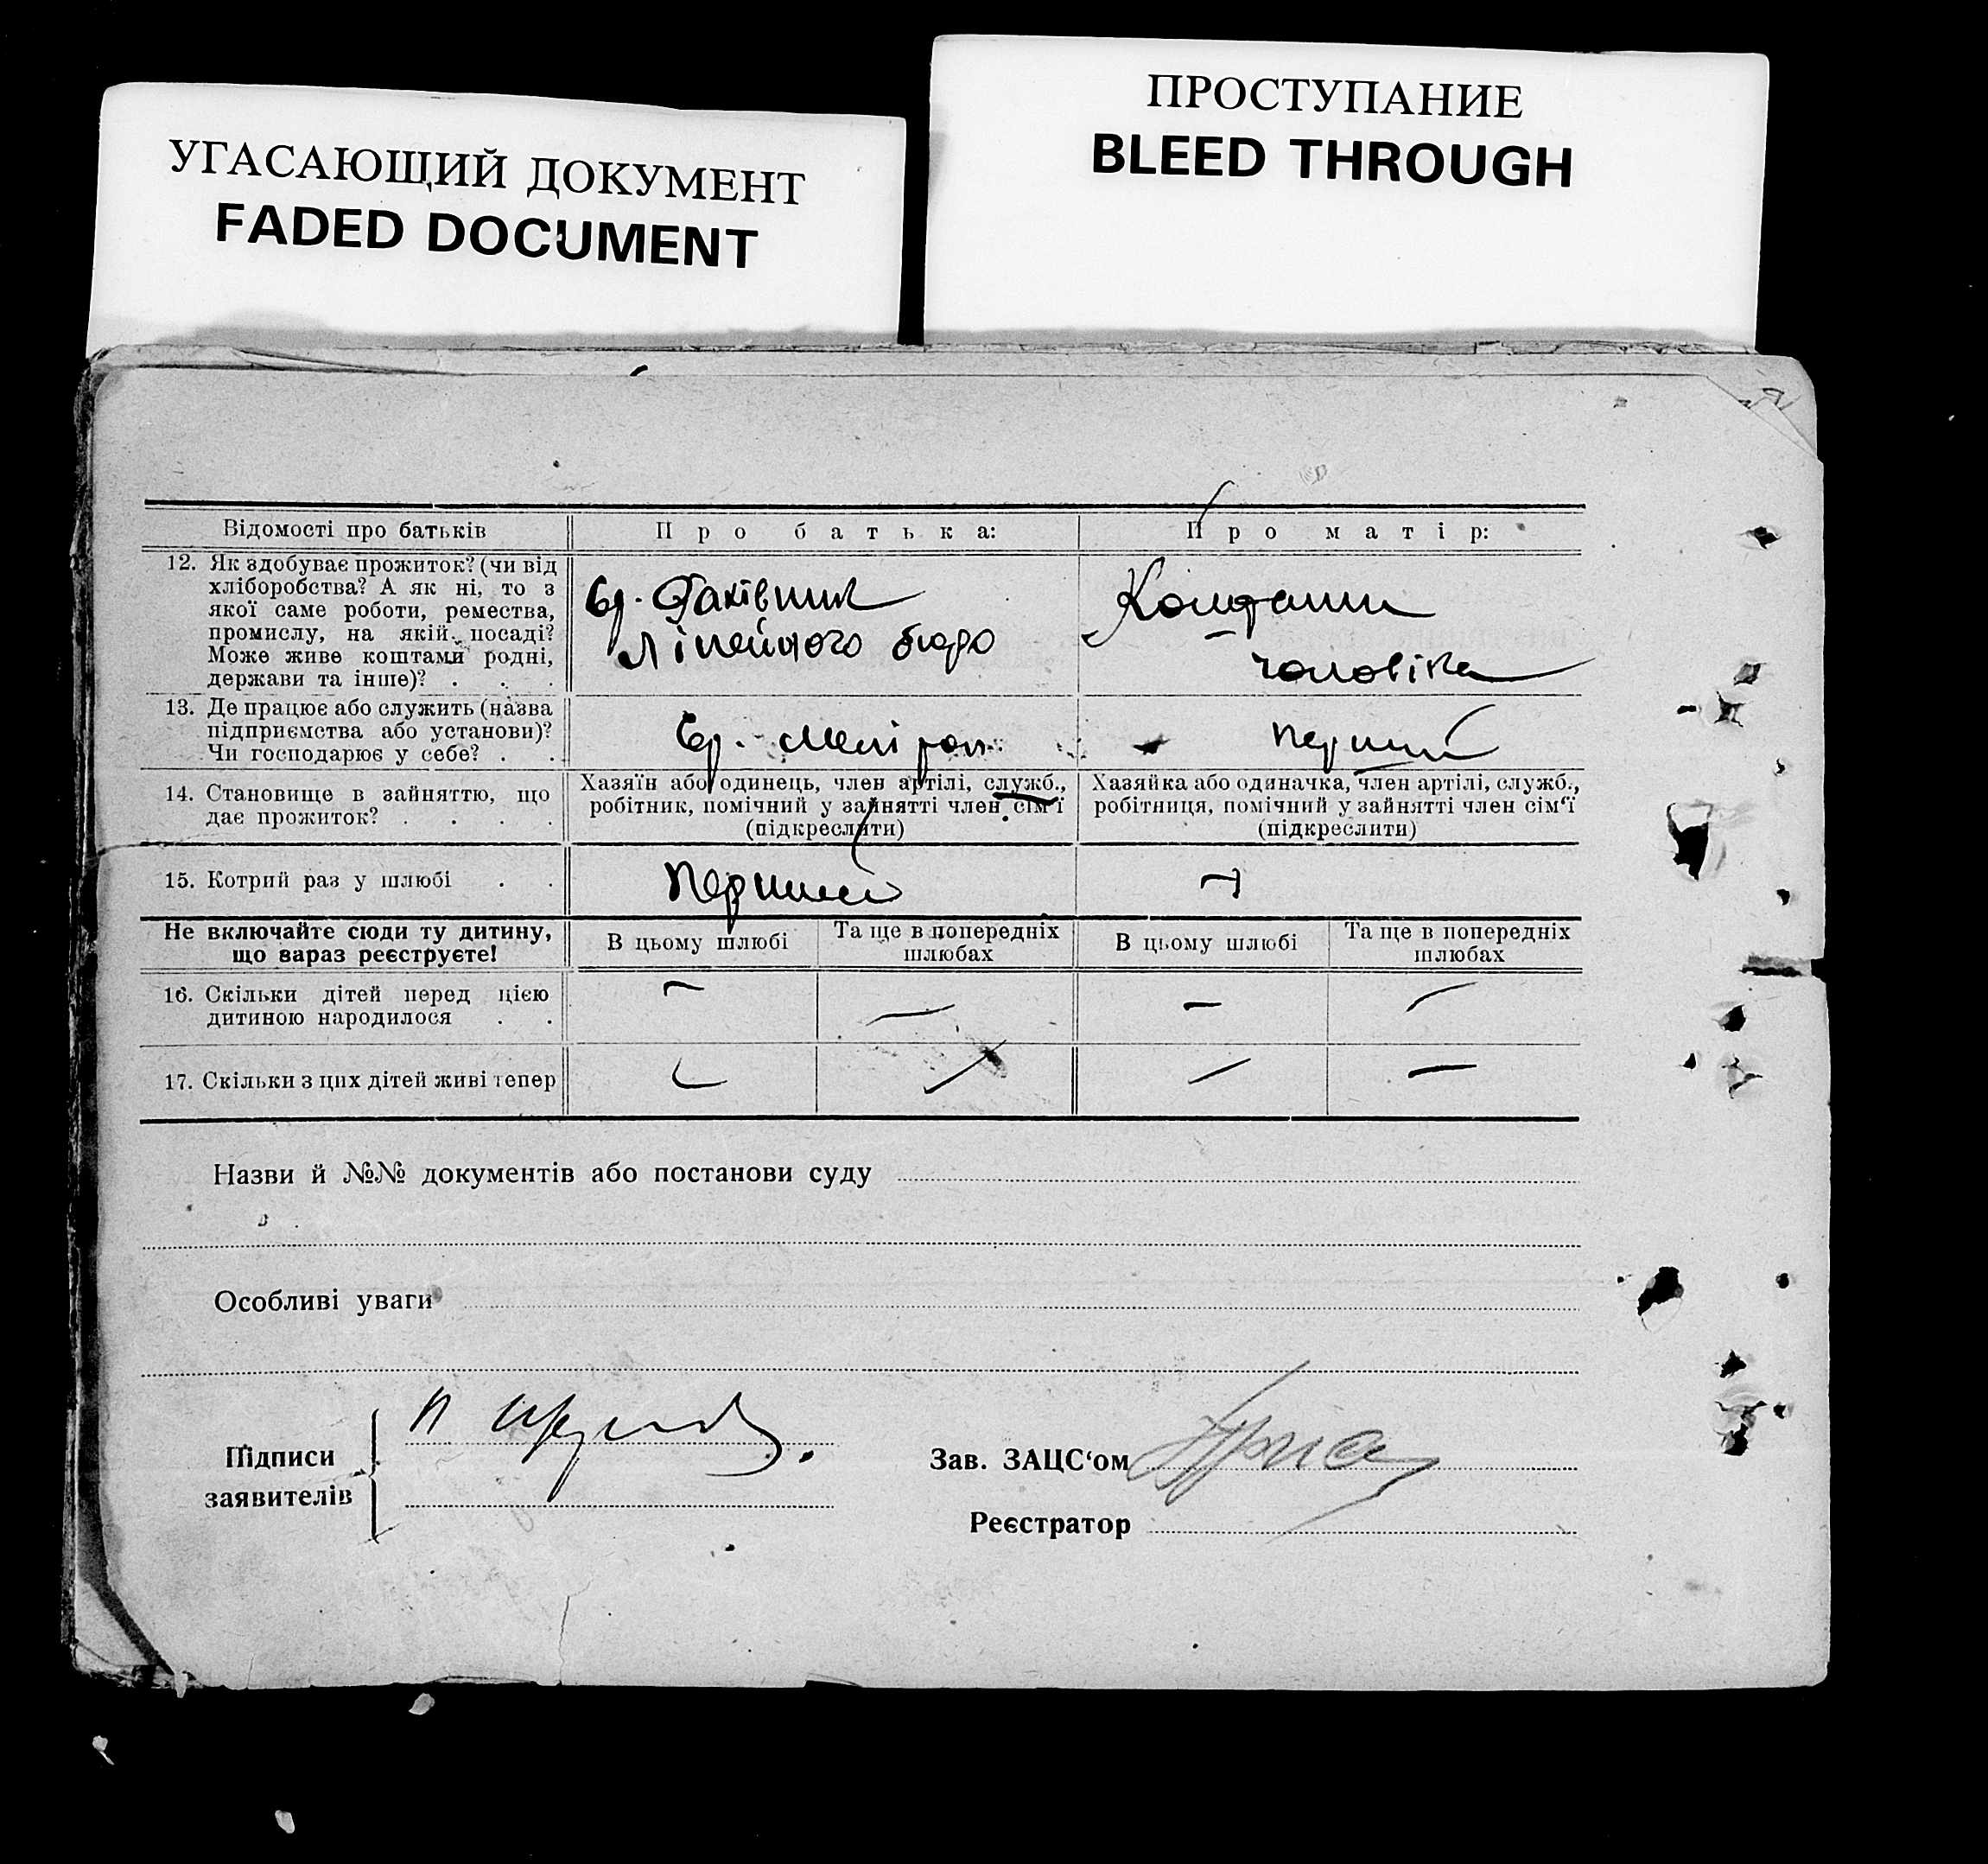 УГАСАЮЩИЙ ДОКУМЕНТ
FADED DOCUMENT
ПРОСТУПАНИЕ
BLEED THROUGH
Відомості про батьків
Про батька:
Про матір:
12. Як здобуває прожиток? (чи від
хліборобства? А як ні, то з
якої саме роботи, ремества,
промислу, на якій посаді?
Може живе коштами родні,
держави та інше)? . . .
Фахівник
лінейного бюро
Коштами
чоловіка
13. Де працює або служить (назва
підприємства або установи)?
Чи господарює у себе? . .
перший
14. Становище в зайняттю, що
дає прожиток? . . . .
Хазяїн або одинець, член артілі, служб.,
робітник, помічний у зайнятті член сім'ї
(підкреслити)
Хазяйка або одиначка, член артілі, служб.,
робітниця, помічний у зайнятті член сім'ї
(підкреслити)
15. Котрий раз у шлюбі . .
перший
Не включайте сюди ту дитину,
що вараз реєструєте!
В цьому шлюбі
Та ще в попередніх
шлюбах
В цьому шлюбі
Та ще в попередніх
шлюбах
16. Скільки дітей перед цією
дитиною народилося . .
— — — —
17. Скільки з цих дітей живі тепер
— — — —
Назви й №№ документів або постанови суду
Особливі уваги
Підписи
заявителів
Зав. ЗАЦС‘ом
Реєстратор